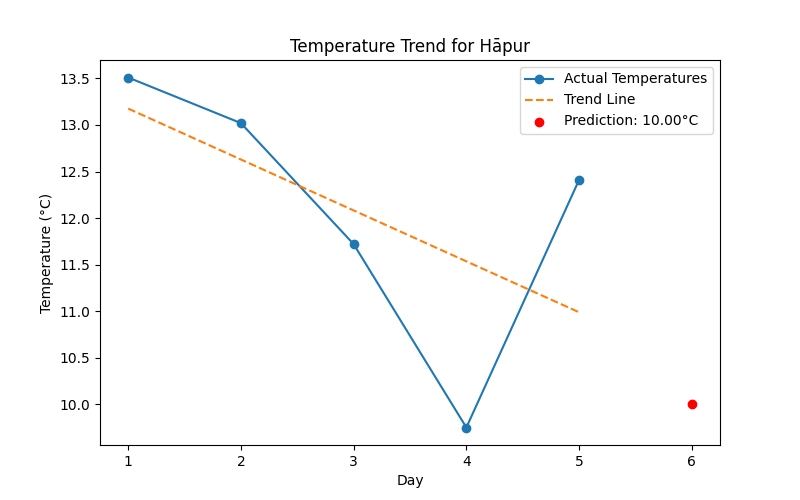 Temperature Trend for Hāpur
Actual Temperatures
Trend Line
Prediction: 10.00°C
Temperature (°C)
13.5
13.0
12.5
12.0
11.5
11.0
10.5
10.0
1 2 3 4 5 6
Day